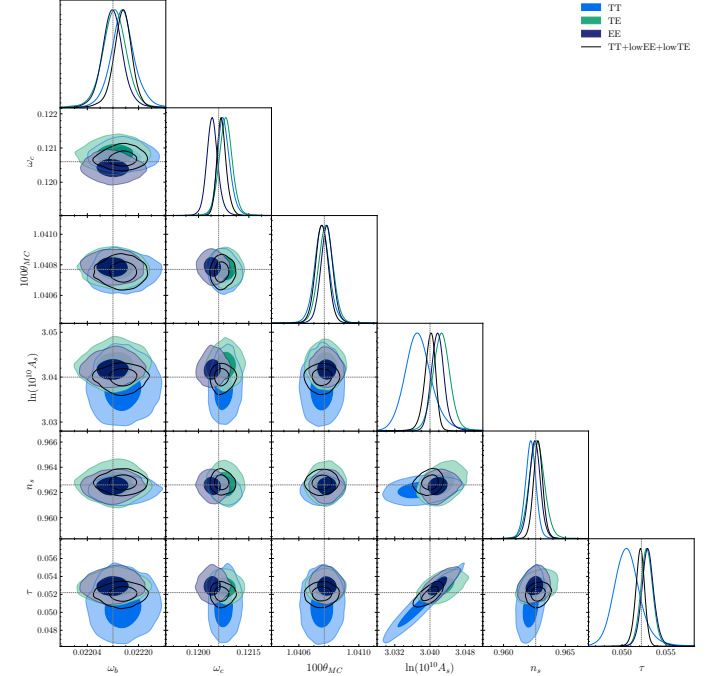 TT
TE
EE
TT+lowEE+lowTE
0.122
0.121
0.120
ω_c
1.0410
1.0408
1.0406
100θ_MC
3.05
3.04
3.03
ln(10^10 A_s)
0.966
0.964
0.962
0.960
n_s
0.056
0.054
0.052
0.050
0.048
τ
0.02204 0.02220 0.1200 0.1215 1.0406 1.0410 3.032 3.040 3.048 0.960 0.965 0.050 0.055
ω_b ω_c 100θ_MC ln(10^10 A_s) n_s τ